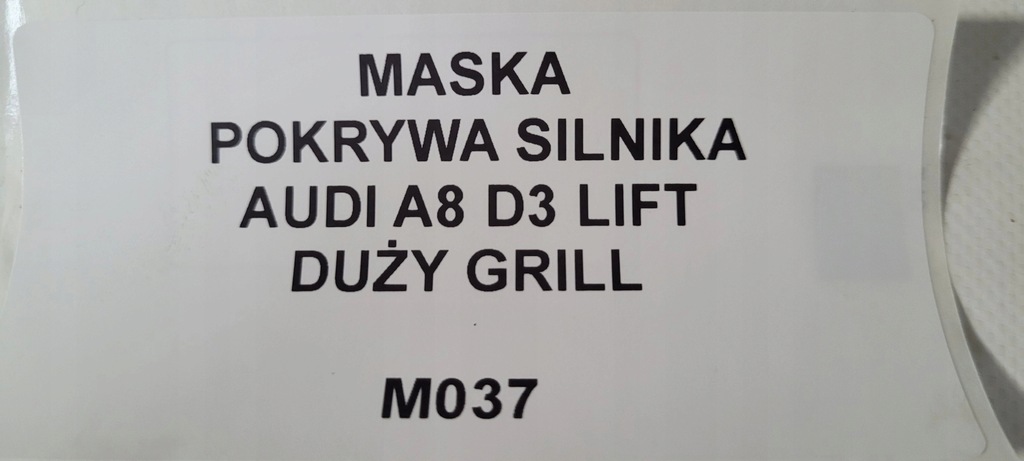 MASKA
POKRYWA SILNIKA
AUDI A8 D3 LIFT
DUŻY GRILL
M037